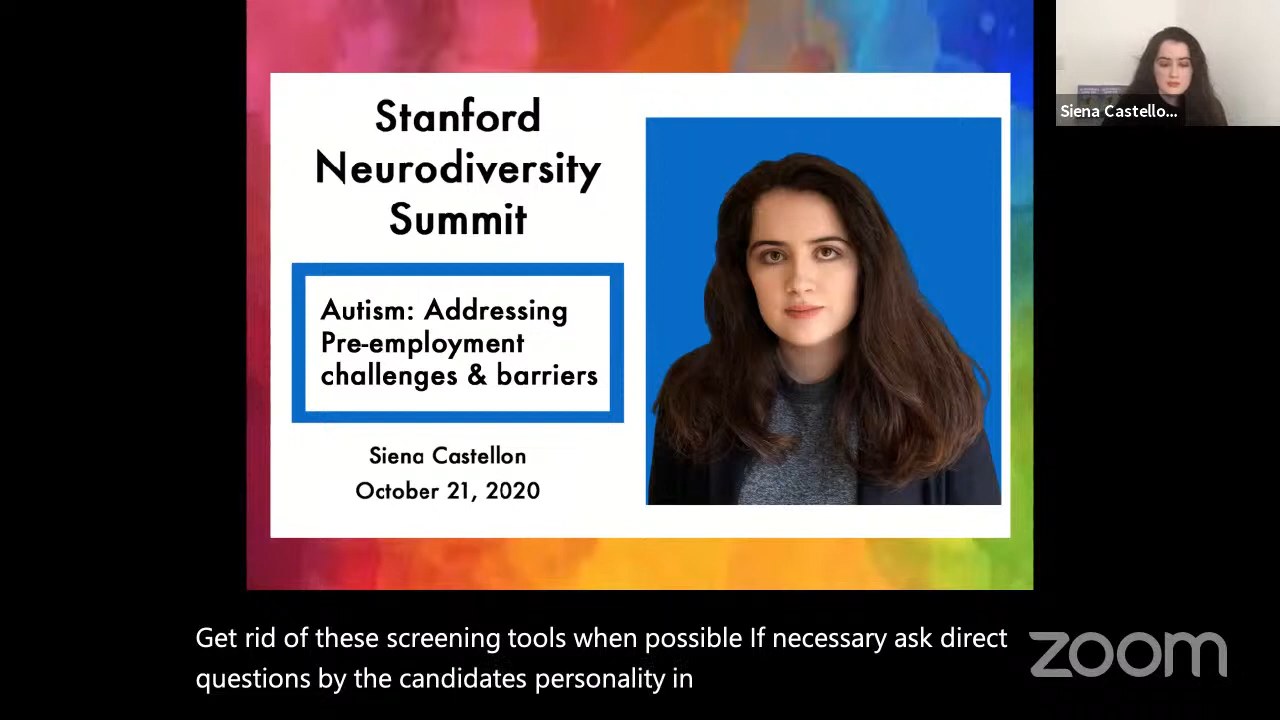 Stanford
Neurodiversity
Summit
Autism: Addressing
Pre-employment
challenges & barriers
Siena Castellon
October 21, 2020
Siena Castello...
Get rid of these screening tools when possible If necessary ask direct
questions by the candidates personality in
zoom